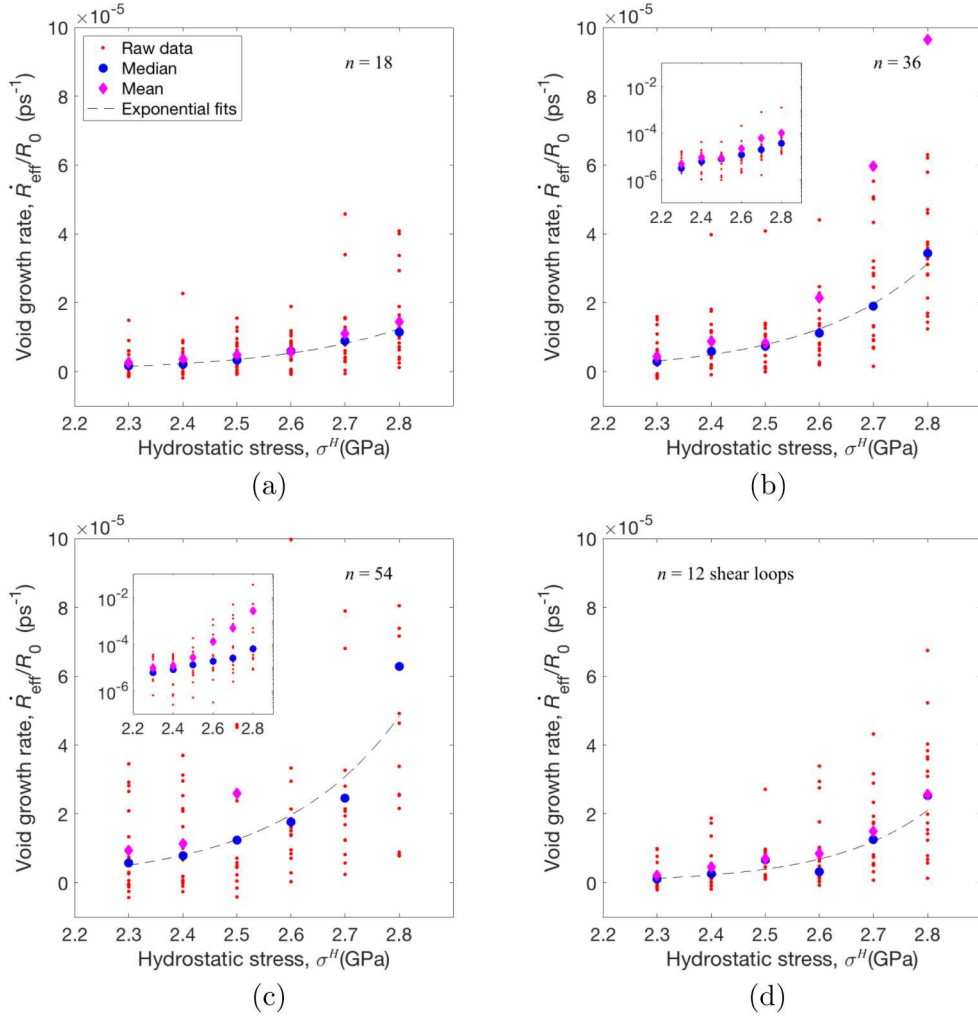 ×10⁻⁵
10
8
6
4
2
0
Void growth rate, Ṙ_eff/R₀ (ps⁻¹)
Raw data
Median
Mean
Exponential fits
n = 18
2.2 2.3 2.4 2.5 2.6 2.7 2.8
Hydrostatic stress, σᴴ(GPa)
(a)
×10⁻⁵
10
8
6
4
2
0
Void growth rate, Ṙ_eff/R₀ (ps⁻¹)
n = 36
10⁻²
10⁻⁴
10⁻⁶
2.2 2.4 2.6 2.8
2.2 2.3 2.4 2.5 2.6 2.7 2.8
Hydrostatic stress, σᴴ(GPa)
(b)
×10⁻⁵
10
8
6
4
2
0
Void growth rate, Ṙ_eff/R₀ (ps⁻¹)
n = 54
10⁻²
10⁻⁴
10⁻⁶
2.2 2.4 2.6 2.8
2.2 2.3 2.4 2.5 2.6 2.7 2.8
Hydrostatic stress, σᴴ(GPa)
(c)
×10⁻⁵
10
8
6
4
2
0
Void growth rate, Ṙ_eff/R₀ (ps⁻¹)
n = 12 shear loops
2.2 2.3 2.4 2.5 2.6 2.7 2.8
Hydrostatic stress, σᴴ(GPa)
(d)